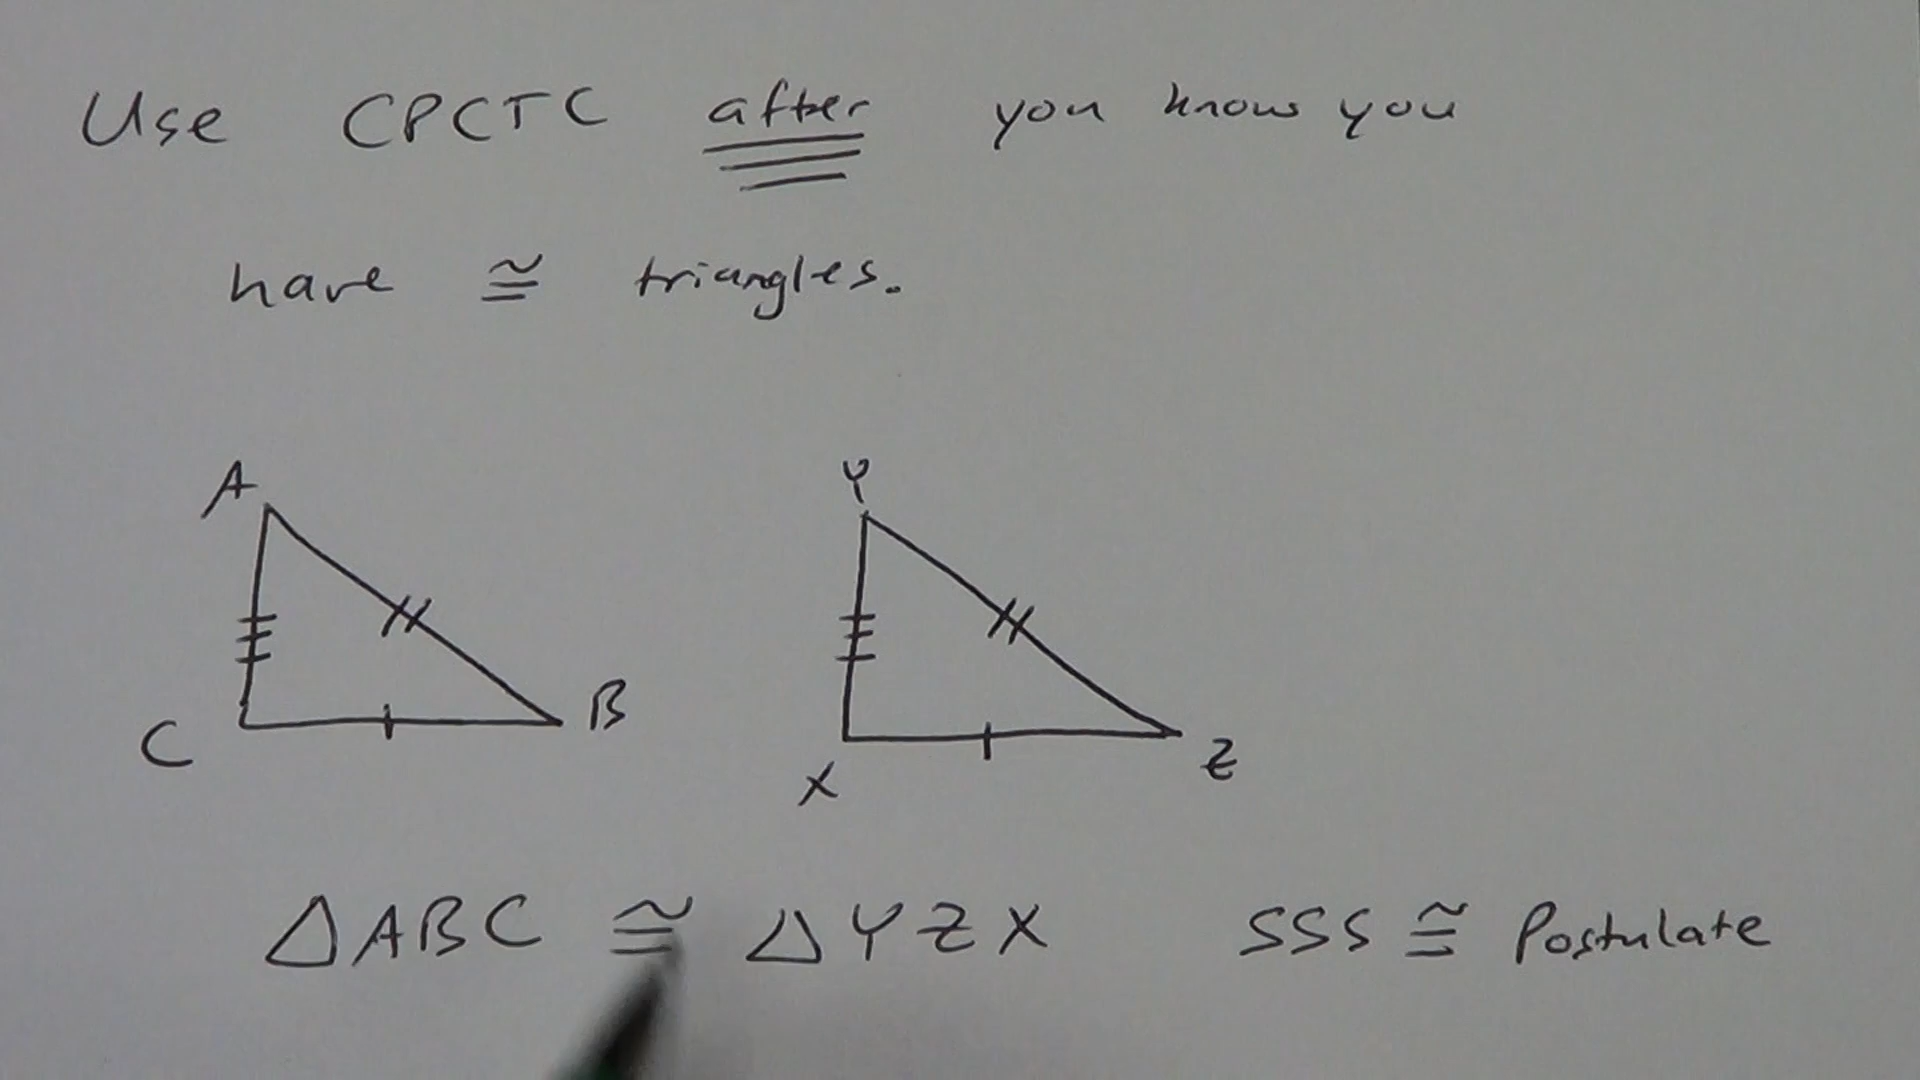 Use CPCTC after you know you
have ≅ triangles.
A
Y
C
B
X
Z
△ABC ≅ △YZX SSS ≅ Postulate